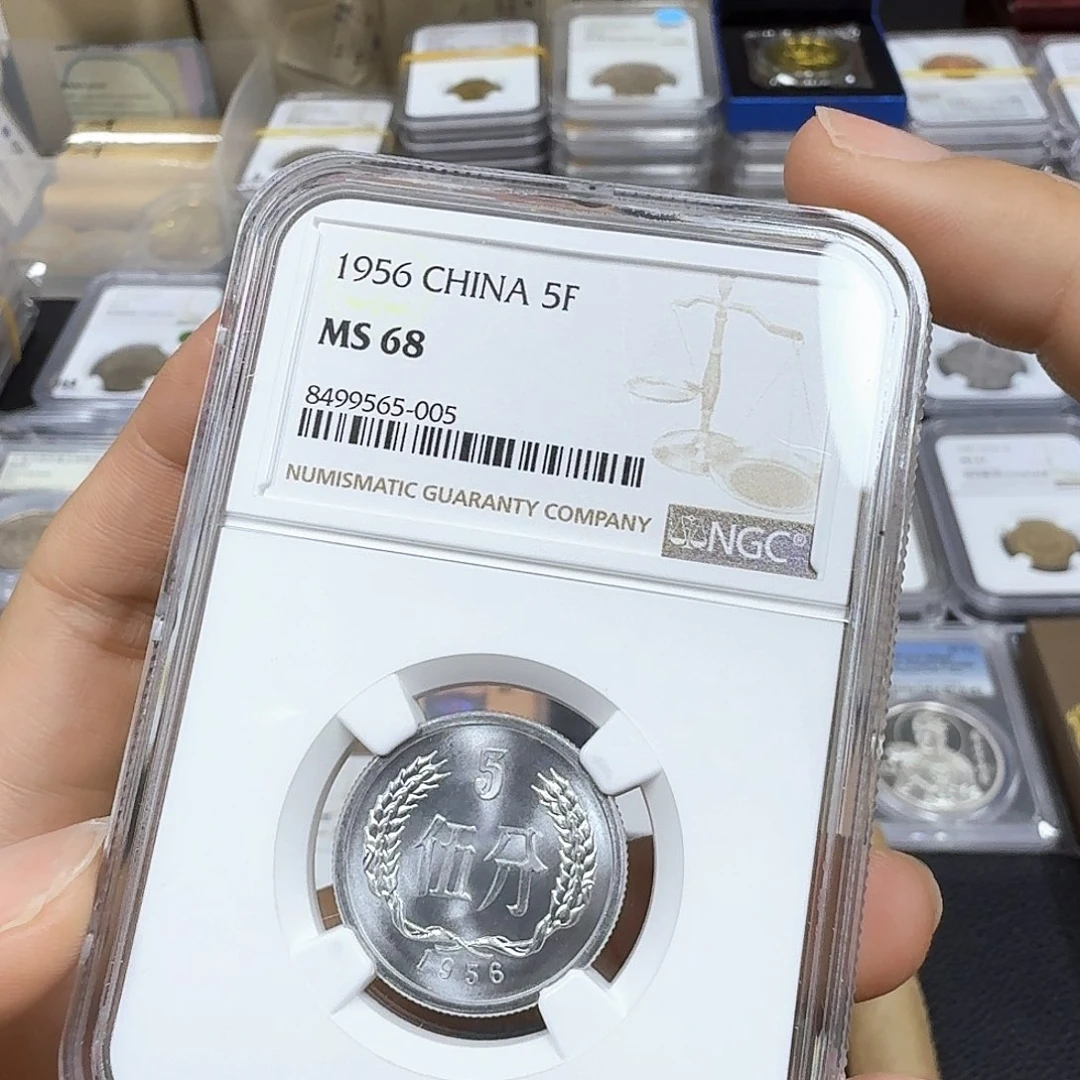 1956 CHINA 5F
MS 68
8499565-005
NUMISMATIC GUARANTY COMPANY
NGC®
5
伍分
1956